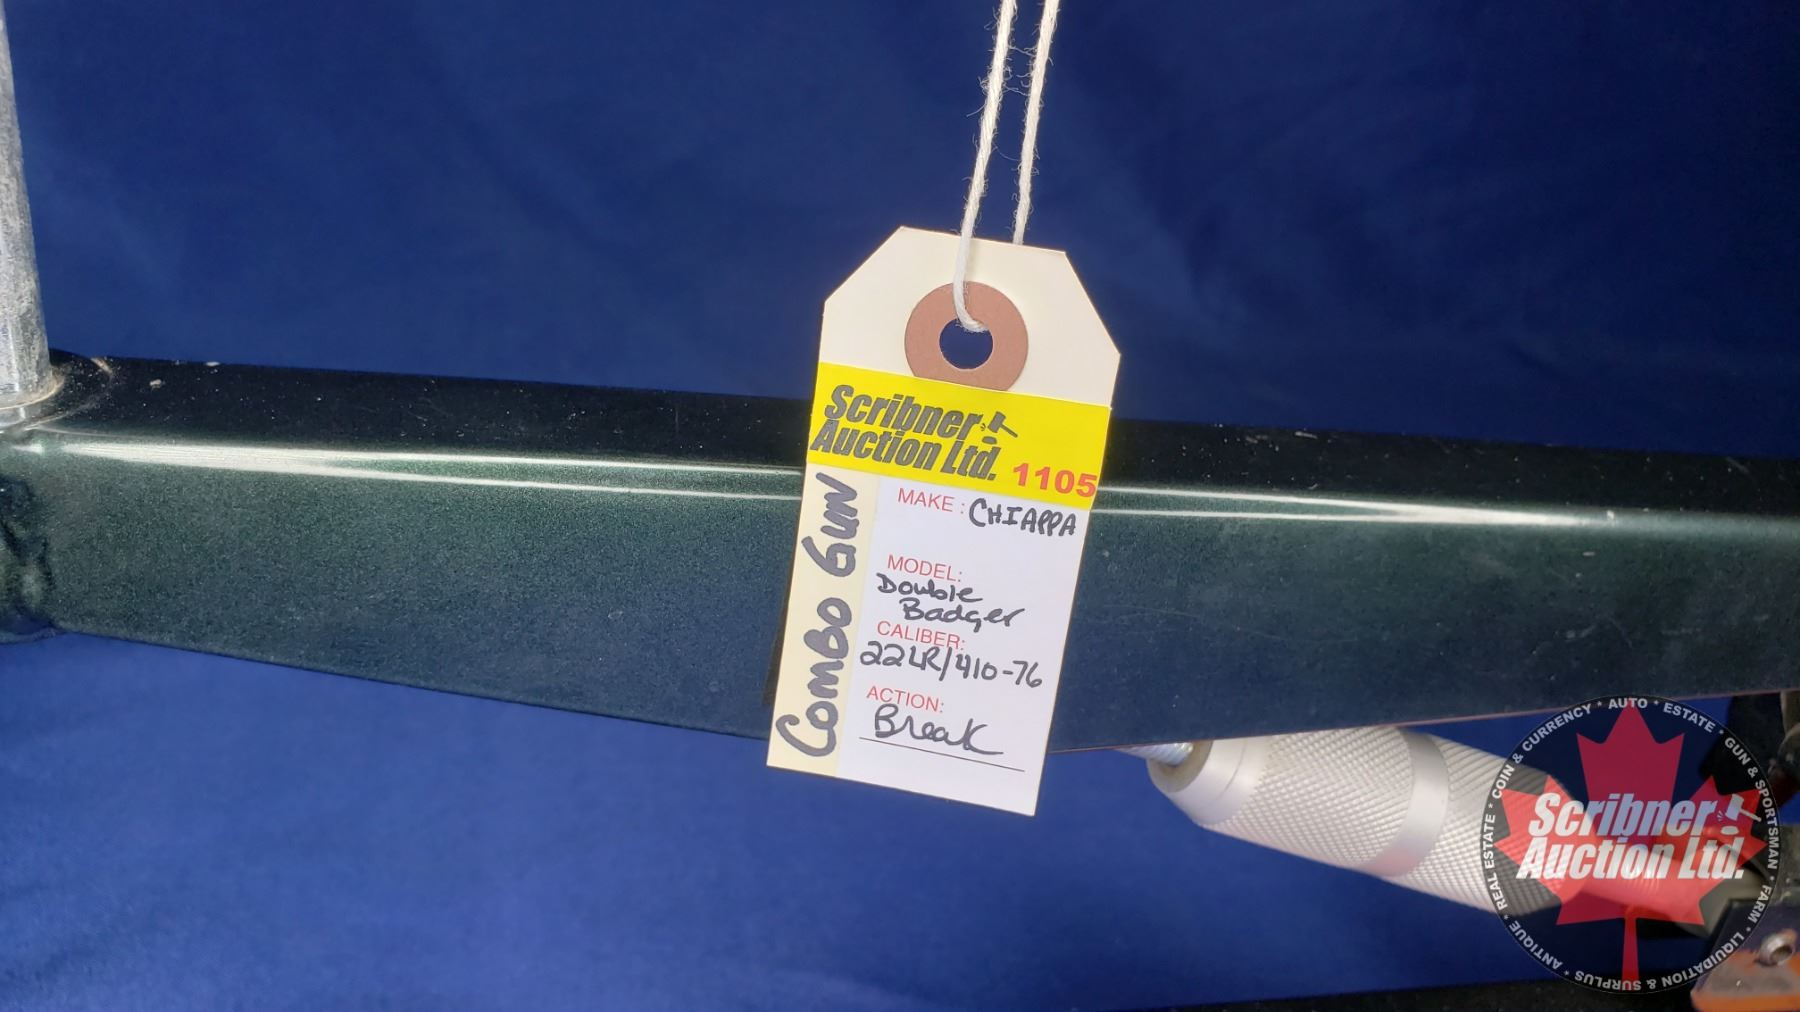 Scribner
Auction Ltd.
1105
COMBO GUN
MAKE: CHIAPPA
MODEL:
Double
Badger
CALIBER:
22LR/410-76
ACTION:
Break
Scribner
Auction Ltd.
ANTIQUE * REAL ESTATE * COIN & CURRENCY * AUTO * ESTATE * GUN & SPORTSMAN * FARM * LIQUIDATION & SURPLUS *